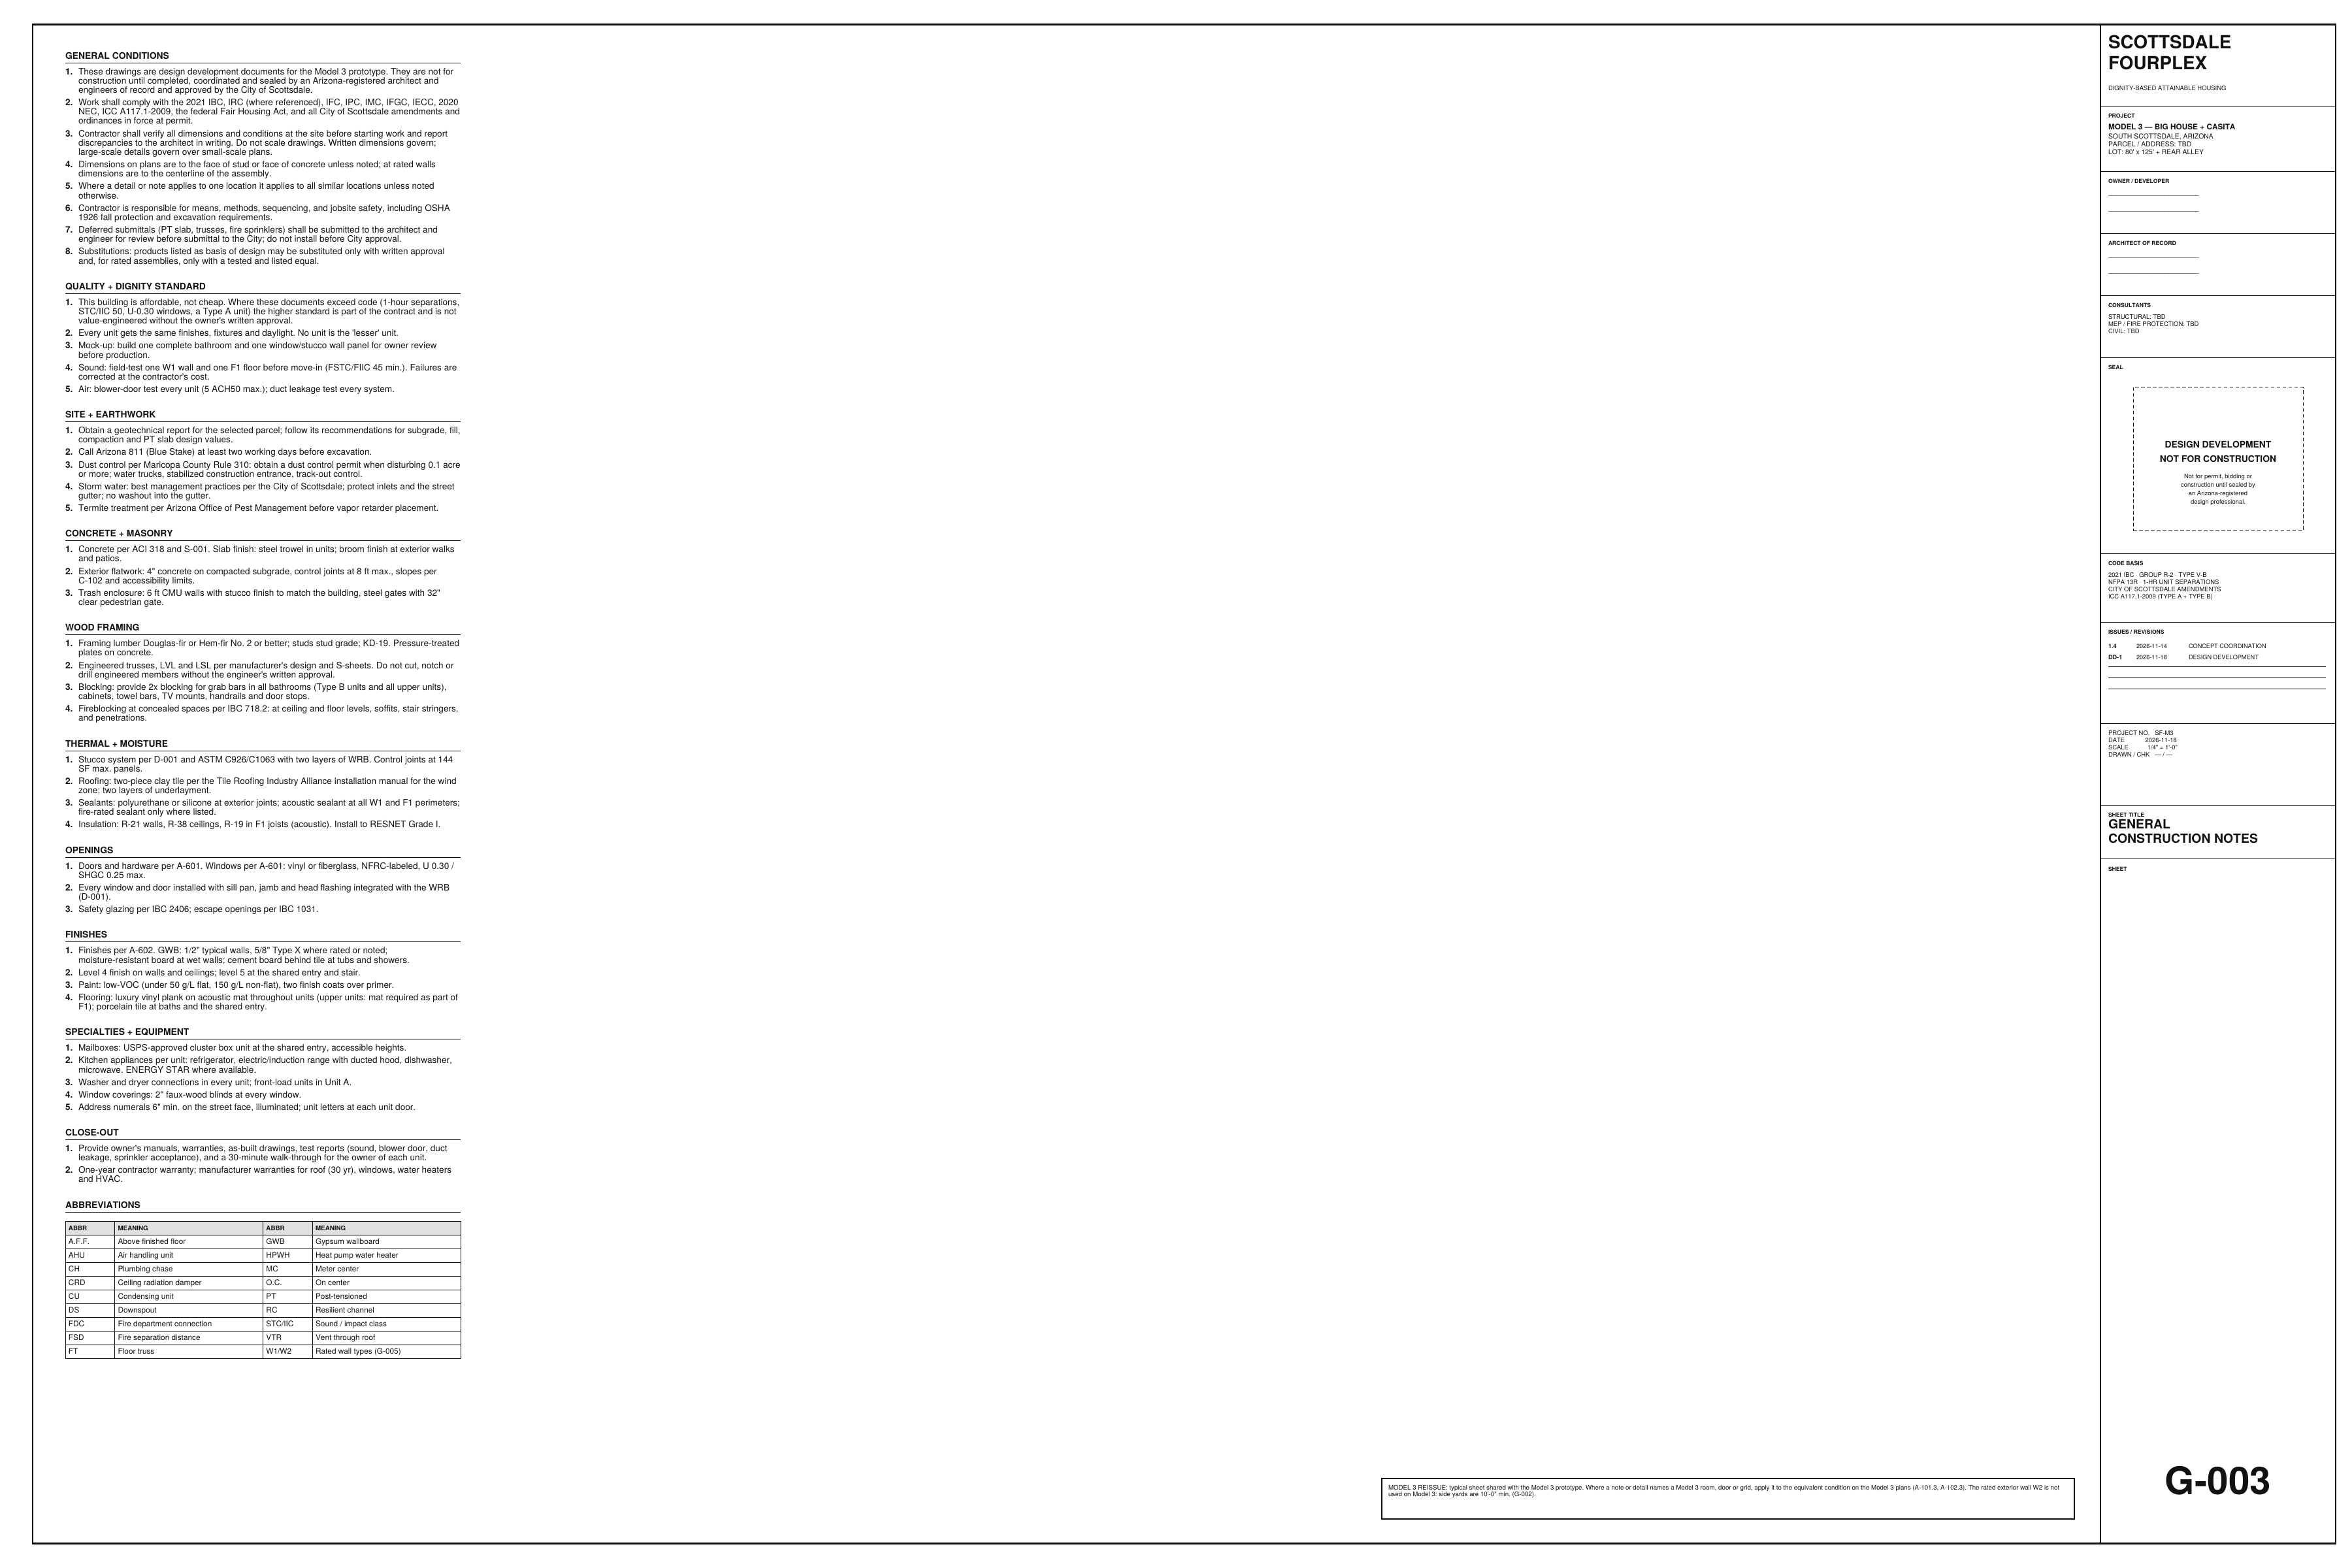 GENERAL CONDITIONS
1. These drawings are design development documents for the Model 3 prototype. They are not for
construction until completed, coordinated and sealed by an Arizona-registered architect and
engineers of record and approved by the City of Scottsdale.
2. Work shall comply with the 2021 IBC, IRC (where referenced), IFC, IPC, IMC, IFGC, IECC, 2020
NEC, ICC A117.1-2009, the federal Fair Housing Act, and all City of Scottsdale amendments and
ordinances in force at permit.
3. Contractor shall verify all dimensions and conditions at the site before starting work and report
discrepancies to the architect in writing. Do not scale drawings. Written dimensions govern;
large-scale details govern over small-scale plans.
4. Dimensions on plans are to the face of stud or face of concrete unless noted; at rated walls
dimensions are to the centerline of the assembly.
5. Where a detail or note applies to one location it applies to all similar locations unless noted
otherwise.
6. Contractor is responsible for means, methods, sequencing, and jobsite safety, including OSHA
1926 fall protection and excavation requirements.
7. Deferred submittals (PT slab, trusses, fire sprinklers) shall be submitted to the architect and
engineer for review before submittal to the City; do not install before City approval.
8. Substitutions: products listed as basis of design may be substituted only with written approval
and, for rated assemblies, only with a tested and listed equal.
QUALITY + DIGNITY STANDARD
1. This building is affordable, not cheap. Where these documents exceed code (1-hour separations,
STC/IIC 50, U-0.30 windows, a Type A unit) the higher standard is part of the contract and is not
value-engineered without the owner's written approval.
2. Every unit gets the same finishes, fixtures and daylight. No unit is the 'lesser' unit.
3. Mock-up: build one complete bathroom and one window/stucco wall panel for owner review
before production.
4. Sound: field-test one W1 wall and one F1 floor before move-in (FSTC/FIIC 45 min.). Failures are
corrected at the contractor's cost.
5. Air: blower-door test every unit (5 ACH50 max.); duct leakage test every system.
SITE + EARTHWORK
1. Obtain a geotechnical report for the selected parcel; follow its recommendations for subgrade, fill,
compaction and PT slab design values.
2. Call Arizona 811 (Blue Stake) at least two working days before excavation.
3. Dust control per Maricopa County Rule 310: obtain a dust control permit when disturbing 0.1 acre
or more; water trucks, stabilized construction entrance, track-out control.
4. Storm water: best management practices per the City of Scottsdale; protect inlets and the street
gutter; no washout into the gutter.
5. Termite treatment per Arizona Office of Pest Management before vapor retarder placement.
CONCRETE + MASONRY
1. Concrete per ACI 318 and S-001. Slab finish: steel trowel in units; broom finish at exterior walks
and patios.
2. Exterior flatwork: 4" concrete on compacted subgrade, control joints at 8 ft max., slopes per
C-102 and accessibility limits.
3. Trash enclosure: 6 ft CMU walls with stucco finish to match the building, steel gates with 32"
clear pedestrian gate.
WOOD FRAMING
1. Framing lumber Douglas-fir or Hem-fir No. 2 or better; studs stud grade; KD-19. Pressure-treated
plates on concrete.
2. Engineered trusses, LVL and LSL per manufacturer's design and S-sheets. Do not cut, notch or
drill engineered members without the engineer's written approval.
3. Blocking: provide 2x blocking for grab bars in all bathrooms (Type B units and all upper units),
cabinets, towel bars, TV mounts, handrails and door stops.
4. Fireblocking at concealed spaces per IBC 718.2: at ceiling and floor levels, soffits, stair stringers,
and penetrations.
THERMAL + MOISTURE
1. Stucco system per D-001 and ASTM C926/C1063 with two layers of WRB. Control joints at 144
SF max. panels.
2. Roofing: two-piece clay tile per the Tile Roofing Industry Alliance installation manual for the wind
zone; two layers of underlayment.
3. Sealants: polyurethane or silicone at exterior joints; acoustic sealant at all W1 and F1 perimeters;
fire-rated sealant only where listed.
4. Insulation: R-21 walls, R-38 ceilings, R-19 in F1 joists (acoustic). Install to RESNET Grade I.
OPENINGS
1. Doors and hardware per A-601. Windows per A-601: vinyl or fiberglass, NFRC-labeled, U 0.30 /
SHGC 0.25 max.
2. Every window and door installed with sill pan, jamb and head flashing integrated with the WRB
(D-001).
3. Safety glazing per IBC 2406; escape openings per IBC 1031.
FINISHES
1. Finishes per A-602. GWB: 1/2" typical walls, 5/8" Type X where rated or noted;
moisture-resistant board at wet walls; cement board behind tile at tubs and showers.
2. Level 4 finish on walls and ceilings; level 5 at the shared entry and stair.
3. Paint: low-VOC (under 50 g/L flat, 150 g/L non-flat), two finish coats over primer.
4. Flooring: luxury vinyl plank on acoustic mat throughout units (upper units: mat required as part of
F1); porcelain tile at baths and the shared entry.
SPECIALTIES + EQUIPMENT
1. Mailboxes: USPS-approved cluster box unit at the shared entry, accessible heights.
2. Kitchen appliances per unit: refrigerator, electric/induction range with ducted hood, dishwasher,
microwave. ENERGY STAR where available.
3. Washer and dryer connections in every unit; front-load units in Unit A.
4. Window coverings: 2" faux-wood blinds at every window.
5. Address numerals 6" min. on the street face, illuminated; unit letters at each unit door.
CLOSE-OUT
1. Provide owner's manuals, warranties, as-built drawings, test reports (sound, blower door, duct
leakage, sprinkler acceptance), and a 30-minute walk-through for the owner of each unit.
2. One-year contractor warranty; manufacturer warranties for roof (30 yr), windows, water heaters
and HVAC.
ABBREVIATIONS
ABBR MEANING ABBR MEANING
A.F.F. Above finished floor GWB Gypsum wallboard
AHU Air handling unit HPWH Heat pump water heater
CH Plumbing chase MC Meter center
CRD Ceiling radiation damper O.C. On center
CU Condensing unit PT Post-tensioned
DS Downspout RC Resilient channel
FDC Fire department connection STC/IIC Sound / impact class
FSD Fire separation distance VTR Vent through roof
FT Floor truss W1/W2 Rated wall types (G-005)
MODEL 3 REISSUE: typical sheet shared with the Model 3 prototype. Where a note or detail names a Model 3 room, door or grid, apply it to the equivalent condition on the Model 3 plans (A-101.3, A-102.3). The rated exterior wall W2 is not
used on Model 3: side yards are 10'-0" min. (G-002).
SCOTTSDALE
FOURPLEX
DIGNITY-BASED ATTAINABLE HOUSING
PROJECT
MODEL 3 — BIG HOUSE + CASITA
SOUTH SCOTTSDALE, ARIZONA
PARCEL / ADDRESS: TBD
LOT: 80' x 125' + REAR ALLEY
OWNER / DEVELOPER
ARCHITECT OF RECORD
CONSULTANTS
STRUCTURAL: TBD
MEP / FIRE PROTECTION: TBD
CIVIL: TBD
SEAL
DESIGN DEVELOPMENT
NOT FOR CONSTRUCTION
Not for permit, bidding or
construction until sealed by
an Arizona-registered
design professional.
CODE BASIS
2021 IBC · GROUP R-2 · TYPE V-B
NFPA 13R · 1-HR UNIT SEPARATIONS
CITY OF SCOTTSDALE AMENDMENTS
ICC A117.1-2009 (TYPE A + TYPE B)
ISSUES / REVISIONS
1.4 2026-11-14 CONCEPT COORDINATION
DD-1 2026-11-18 DESIGN DEVELOPMENT
PROJECT NO. SF-M3
DATE 2026-11-18
SCALE 1/4" = 1'-0"
DRAWN / CHK — / —
SHEET TITLE
GENERAL
CONSTRUCTION NOTES
SHEET
G-003